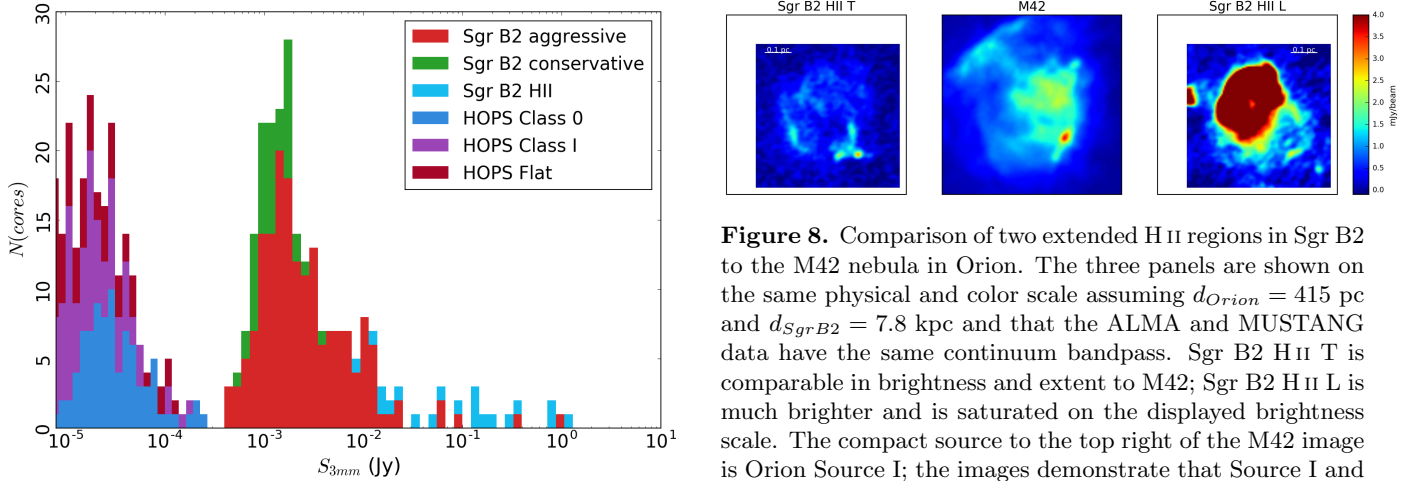 30
25
20
15
10
5
0
N(cores)
10⁻⁵ 10⁻⁴ 10⁻³ 10⁻² 10⁻¹ 10⁰ 10¹
S₃ₘₘ (Jy)
Sgr B2 aggressive
Sgr B2 conservative
Sgr B2 HII
HOPS Class 0
HOPS Class I
HOPS Flat
Sgr B2 HII T
M42
Sgr B2 HII L
0.1 pc
0.1 pc
4.0
3.5
3.0
2.5
2.0
1.5
1.0
0.5
0.0
mJy/beam
Figure 8. Comparison of two extended H II regions in Sgr B2
to the M42 nebula in Orion. The three panels are shown on
the same physical and color scale assuming d_Orion = 415 pc
and d_SgrB2 = 7.8 kpc and that the ALMA and MUSTANG
data have the same continuum bandpass. Sgr B2 H II T is
comparable in brightness and extent to M42; Sgr B2 H II L is
much brighter and is saturated on the displayed brightness
scale. The compact source to the top right of the M42 image
is Orion Source I; the images demonstrate that Source I and